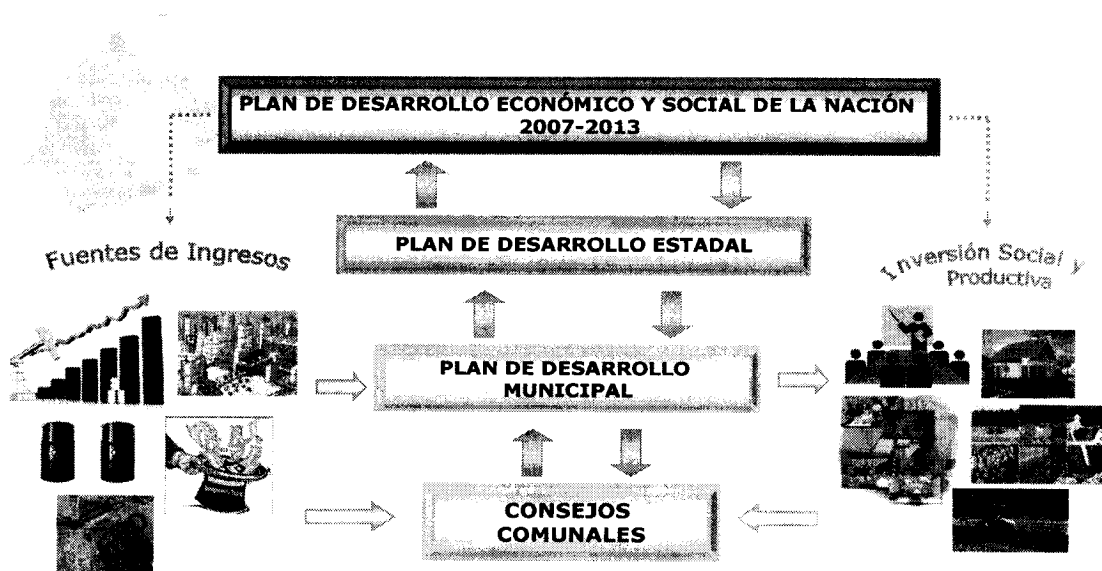 PLAN DE DESARROLLO ECONÓMICO Y SOCIAL DE LA NACIÓN
2007-2013
PLAN DE DESARROLLO ESTADAL
Fuentes de Ingresos
Inversión Social y
Productiva
PLAN DE DESARROLLO
MUNICIPAL
CONSEJOS
COMUNALES